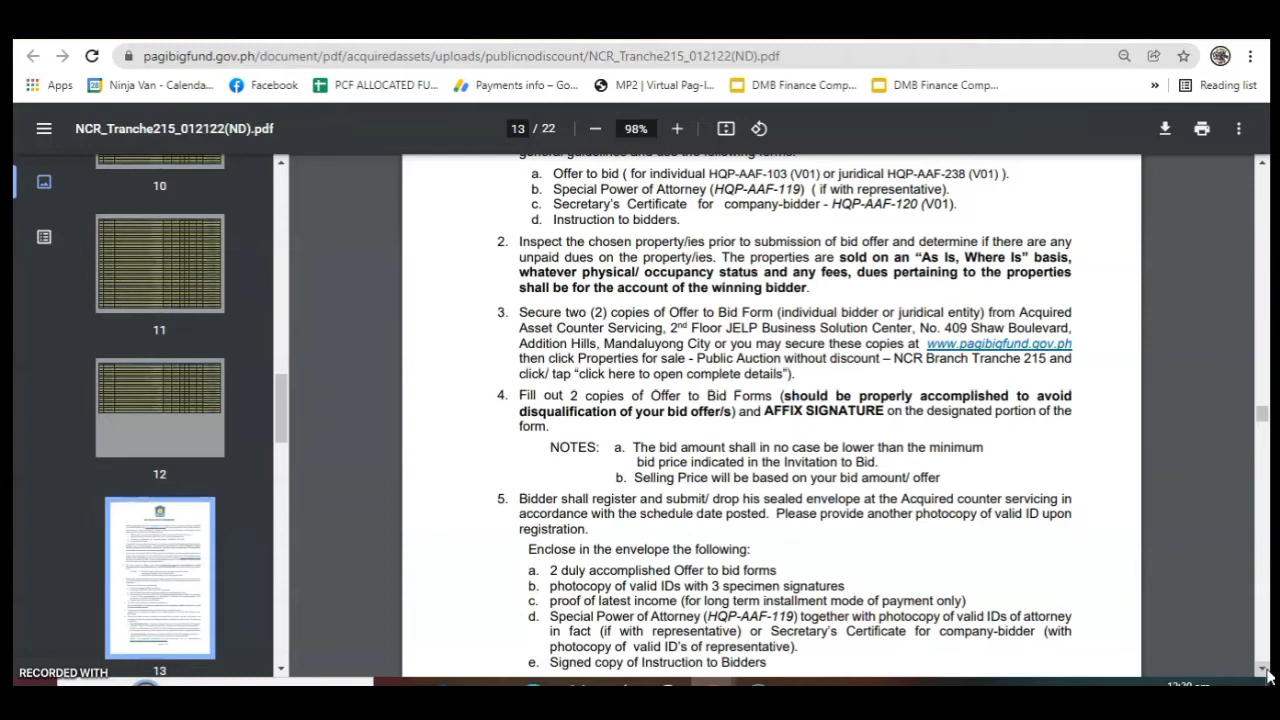 pagibigfund.gov.ph/document/pdf/acquiredassets/uploads/publicnodiscount/NCR_Tranche215_012122(ND).pdf
Apps Ninja Van - Calenda... Facebook PCF ALLOCATED FU... Payments info – Go... MP2 | Virtual Pag-I... DMB Finance Comp... DMB Finance Comp... » Reading list
NCR_Tranche215_012122(ND).pdf 13 / 22 98%
10
11
12
13
general guidelines and use the following forms:
a. Offer to bid ( for individual HQP-AAF-103 (V01) or juridical HQP-AAF-238 (V01) ).
b. Special Power of Attorney (HQP-AAF-119) ( if with representative).
c. Secretary's Certificate for company-bidder - HQP-AAF-120 (V01).
d. Instruction to bidders.
2. Inspect the chosen property/ies prior to submission of bid offer and determine if there are any
unpaid dues on the property/ies. The properties are sold on an “As Is, Where Is” basis,
whatever physical/ occupancy status and any fees, dues pertaining to the properties
shall be for the account of the winning bidder.
3. Secure two (2) copies of Offer to Bid Form (individual bidder or juridical entity) from Acquired
Asset Counter Servicing, 2nd Floor JELP Business Solution Center, No. 409 Shaw Boulevard,
Addition Hills, Mandaluyong City or you may secure these copies at www.pagibigfund.gov.ph
then click Properties for sale - Public Auction without discount – NCR Branch Tranche 215 and
click/ tap “click here to open complete details”).
4. Fill out 2 copies of Offer to Bid Forms (should be properly accomplished to avoid
disqualification of your bid offer/s) and AFFIX SIGNATURE on the designated portion of the
form.
NOTES: a. The bid amount shall in no case be lower than the minimum
bid price indicated in the Invitation to Bid.
b. Selling Price will be based on your bid amount/ offer
5. Bidder shall register and submit/ drop his sealed envelope at the Acquired counter servicing in
accordance with the schedule date posted. Please provide another photocopy of valid ID upon
registration.
Enclose in the envelope the following:
a. 2 duly accomplished Offer to bid forms
b. photocopy of valid IDs with 3 specimen signatures
c. proof of latest income (for long term installment mode of payment only)
d. Special Power of Attorney (HQP-AAF-119) together with photocopy of valid IDs of attorney
in fact (if with representative) or Secretary's Certificate for company-bidder (with
photocopy of valid ID's of representative).
e. Signed copy of Instruction to Bidders
RECORDED WITH